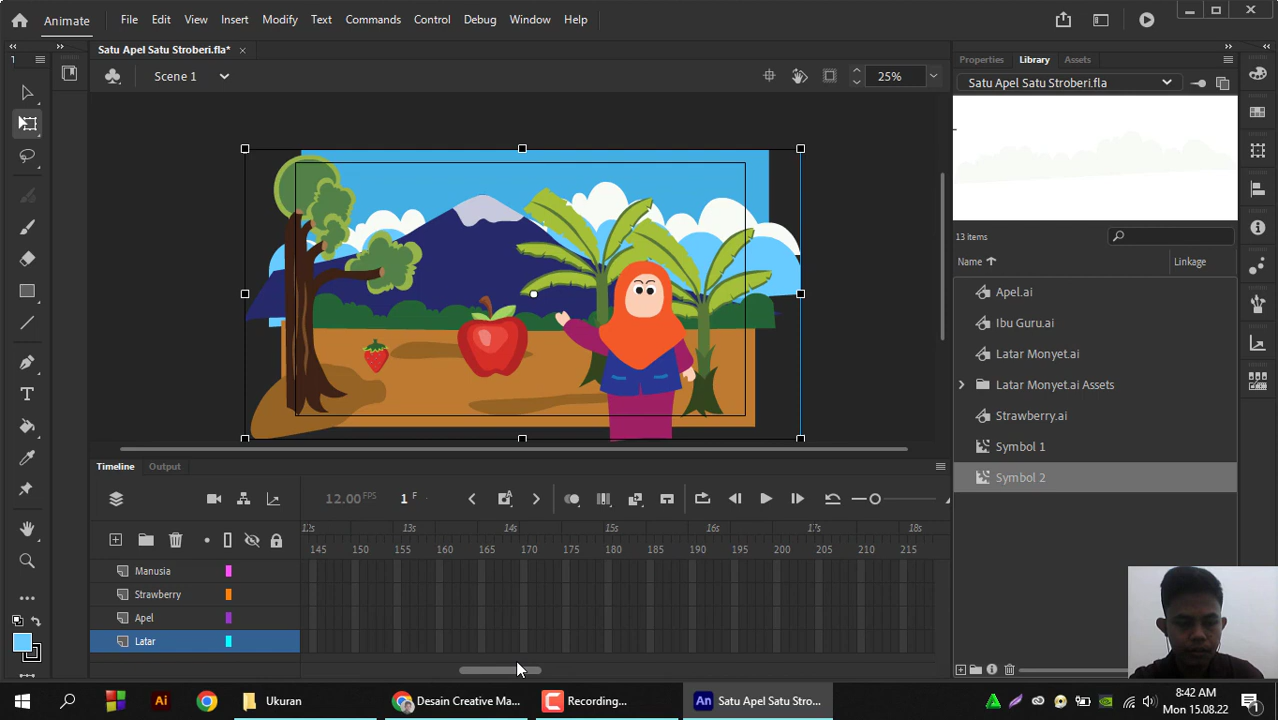 Animate File Edit View Insert Modify Text Commands Control Debug Window Help
1
Satu Apel Satu Stroberi.fla*
Scene 1
25%
Properties Library Assets
Satu Apel Satu Stroberi.fla
13 items
Name Linkage
Apel.ai
Ibu Guru.ai
Latar Monyet.ai
Latar Monyet.ai Assets
Strawberry.ai
Symbol 1
Symbol 2
Timeline Output
12.00 FPS 1 F
12s 13s 14s 15s 16s 17s 18s
145 150 155 160 165 170 175 180 185 190 195 200 205 210 215
Manusia
Strawberry
Apel
Latar
Ai Ukuran Desain Creative Ma... Recording... An Satu Apel Satu Stro...
8:42 AM
Mon 15.08.22
1